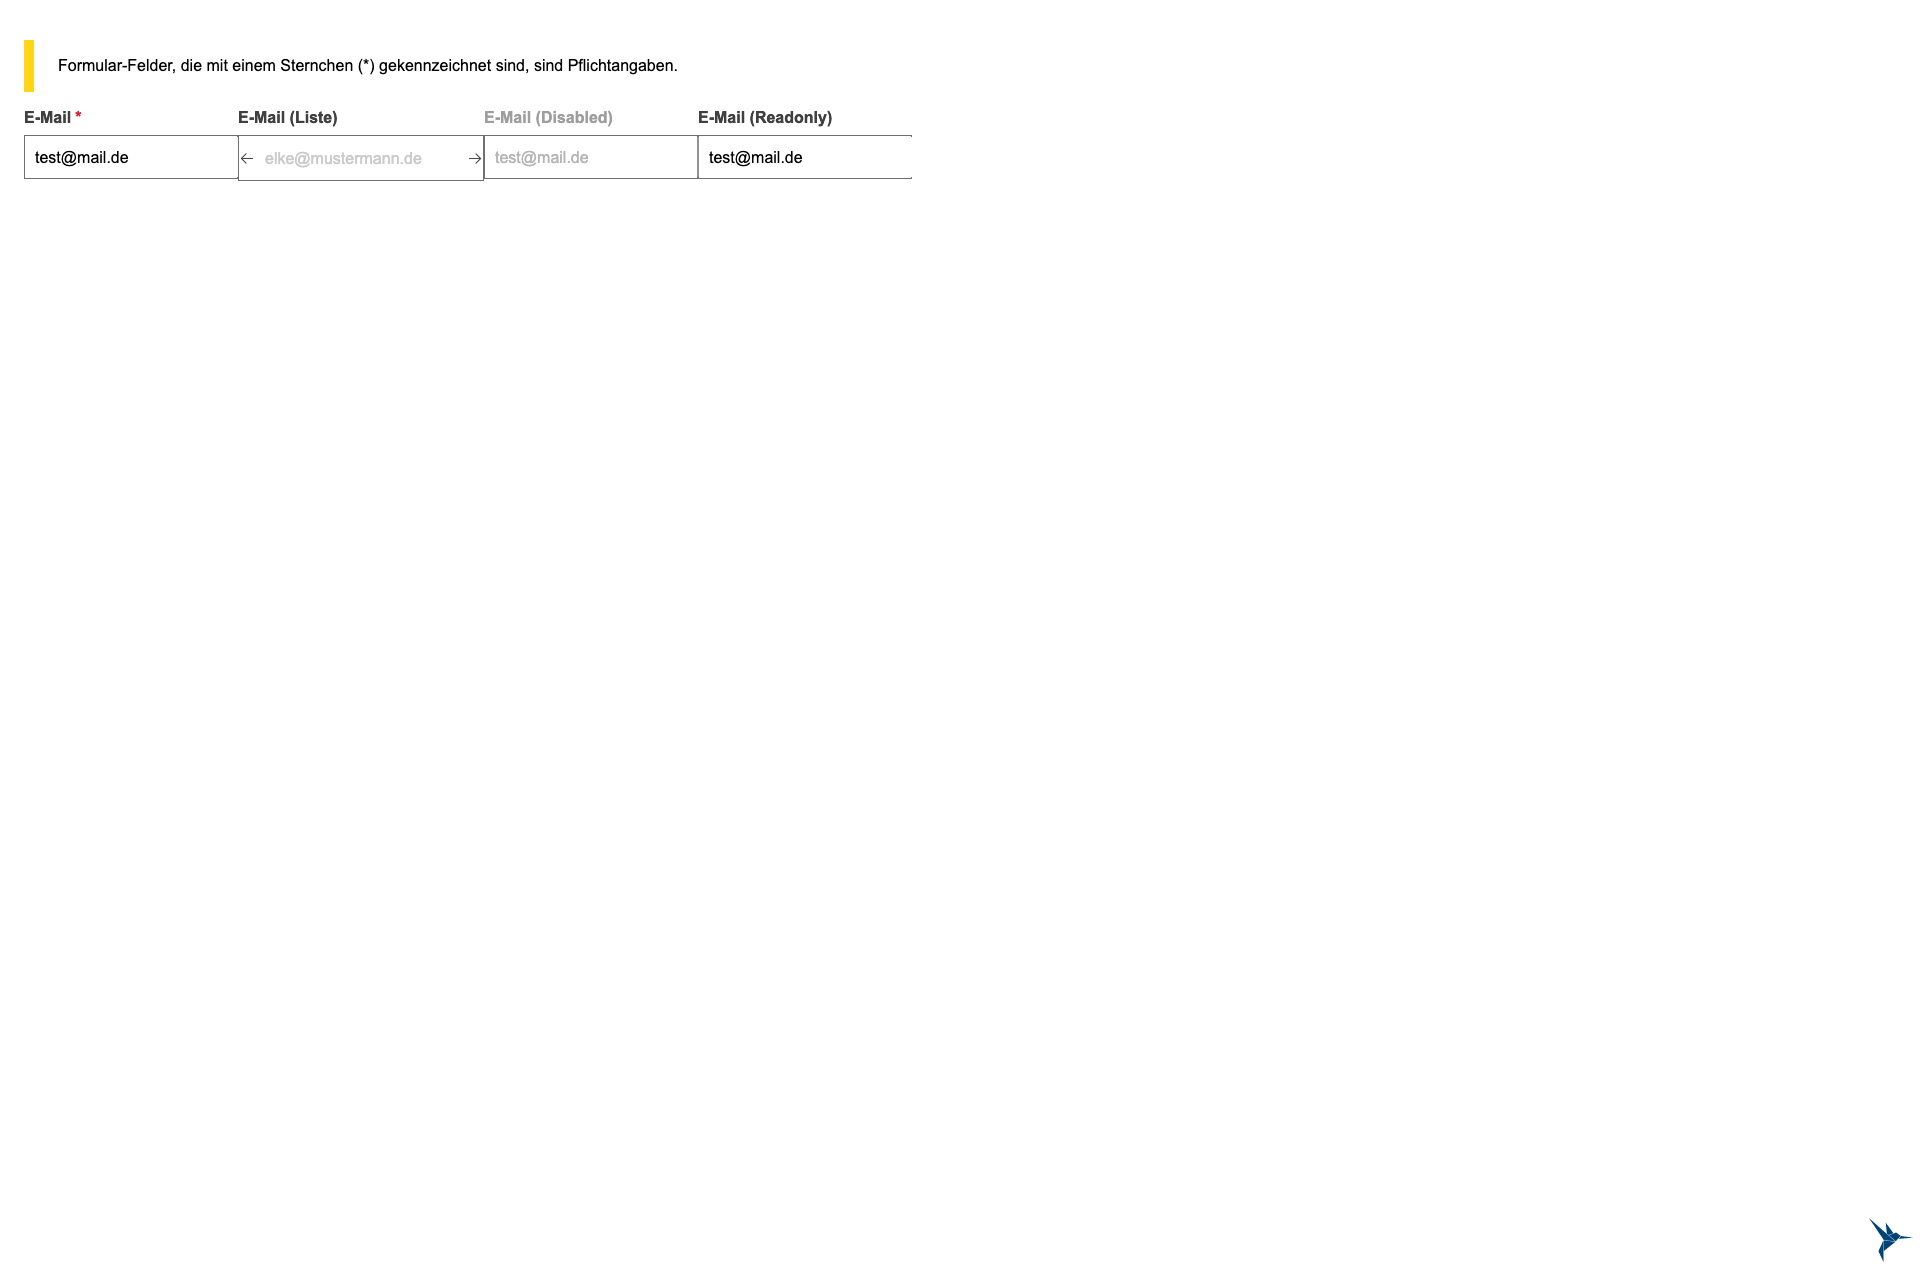 Formular-Felder, die mit einem Sternchen (*) gekennzeichnet sind, sind Pflichtangaben.
E-Mail * E-Mail (Liste) E-Mail (Disabled) E-Mail (Readonly)
test@mail.de ← elke@mustermann.de → test@mail.de test@mail.de